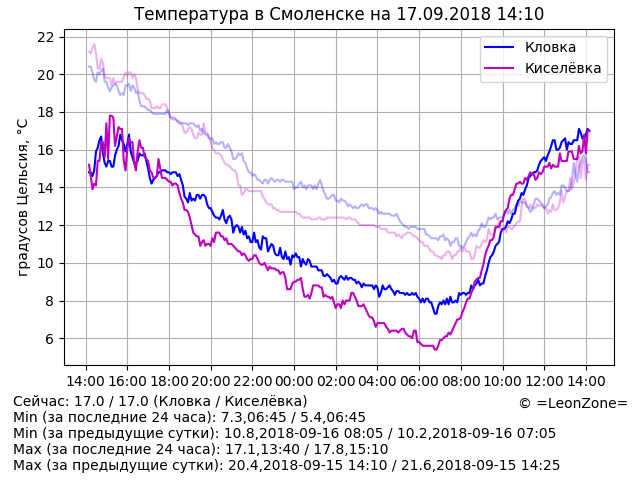 Температура в Смоленске на 17.09.2018 14:10
Кловка
Киселёвка
градусов Цельсия, °C
22
20
18
16
14
12
10
8
6
14:00 16:00 18:00 20:00 22:00 00:00 02:00 04:00 06:00 08:00 10:00 12:00 14:00
Сейчас: 17.0 / 17.0 (Кловка / Киселёвка)
© =LeonZone=
Min (за последние 24 часа): 7.3,06:45 / 5.4,06:45
Min (за предыдущие сутки): 10.8,2018-09-16 08:05 / 10.2,2018-09-16 07:05
Max (за последние 24 часа): 17.1,13:40 / 17.8,15:10
Max (за предыдущие сутки): 20.4,2018-09-15 14:10 / 21.6,2018-09-15 14:25